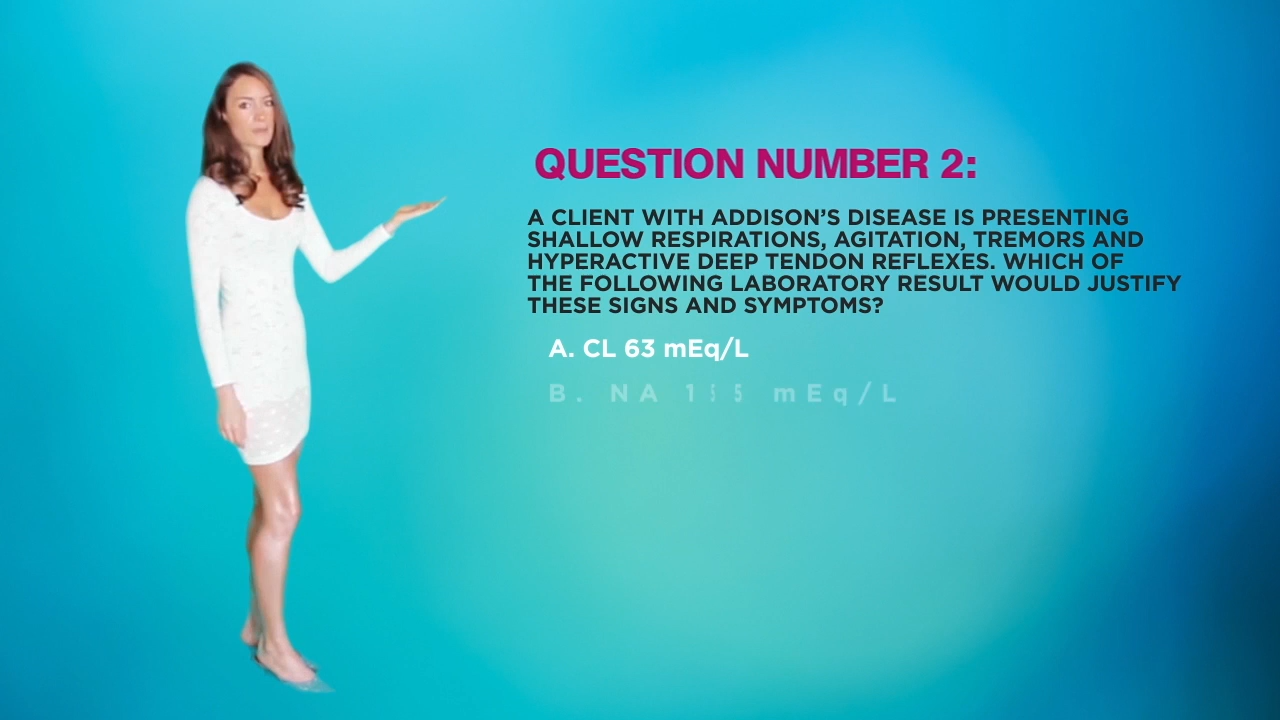 QUESTION NUMBER 2:
A CLIENT WITH ADDISON'S DISEASE IS PRESENTING
SHALLOW RESPIRATIONS, AGITATION, TREMORS AND
HYPERACTIVE DEEP TENDON REFLEXES. WHICH OF
THE FOLLOWING LABORATORY RESULT WOULD JUSTIFY
THESE SIGNS AND SYMPTOMS?
A. CL 63 mEq/L
B. NA 155 mEq/L